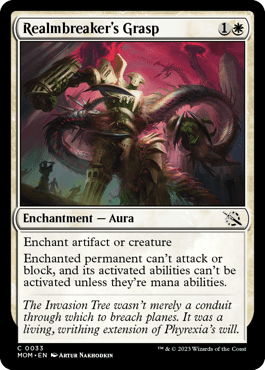 Realmbreaker's Grasp 1
Enchantment — Aura
Enchant artifact or creature
Enchanted permanent can't attack or
block, and its activated abilities can't be
activated unless they're mana abilities.
The Invasion Tree wasn't merely a conduit
through which to breach planes. It was a
living, writhing extension of Phyrexia's will.
C 0033
MOM • EN Artur Nakhodkin
™ & © 2023 Wizards of the Coast